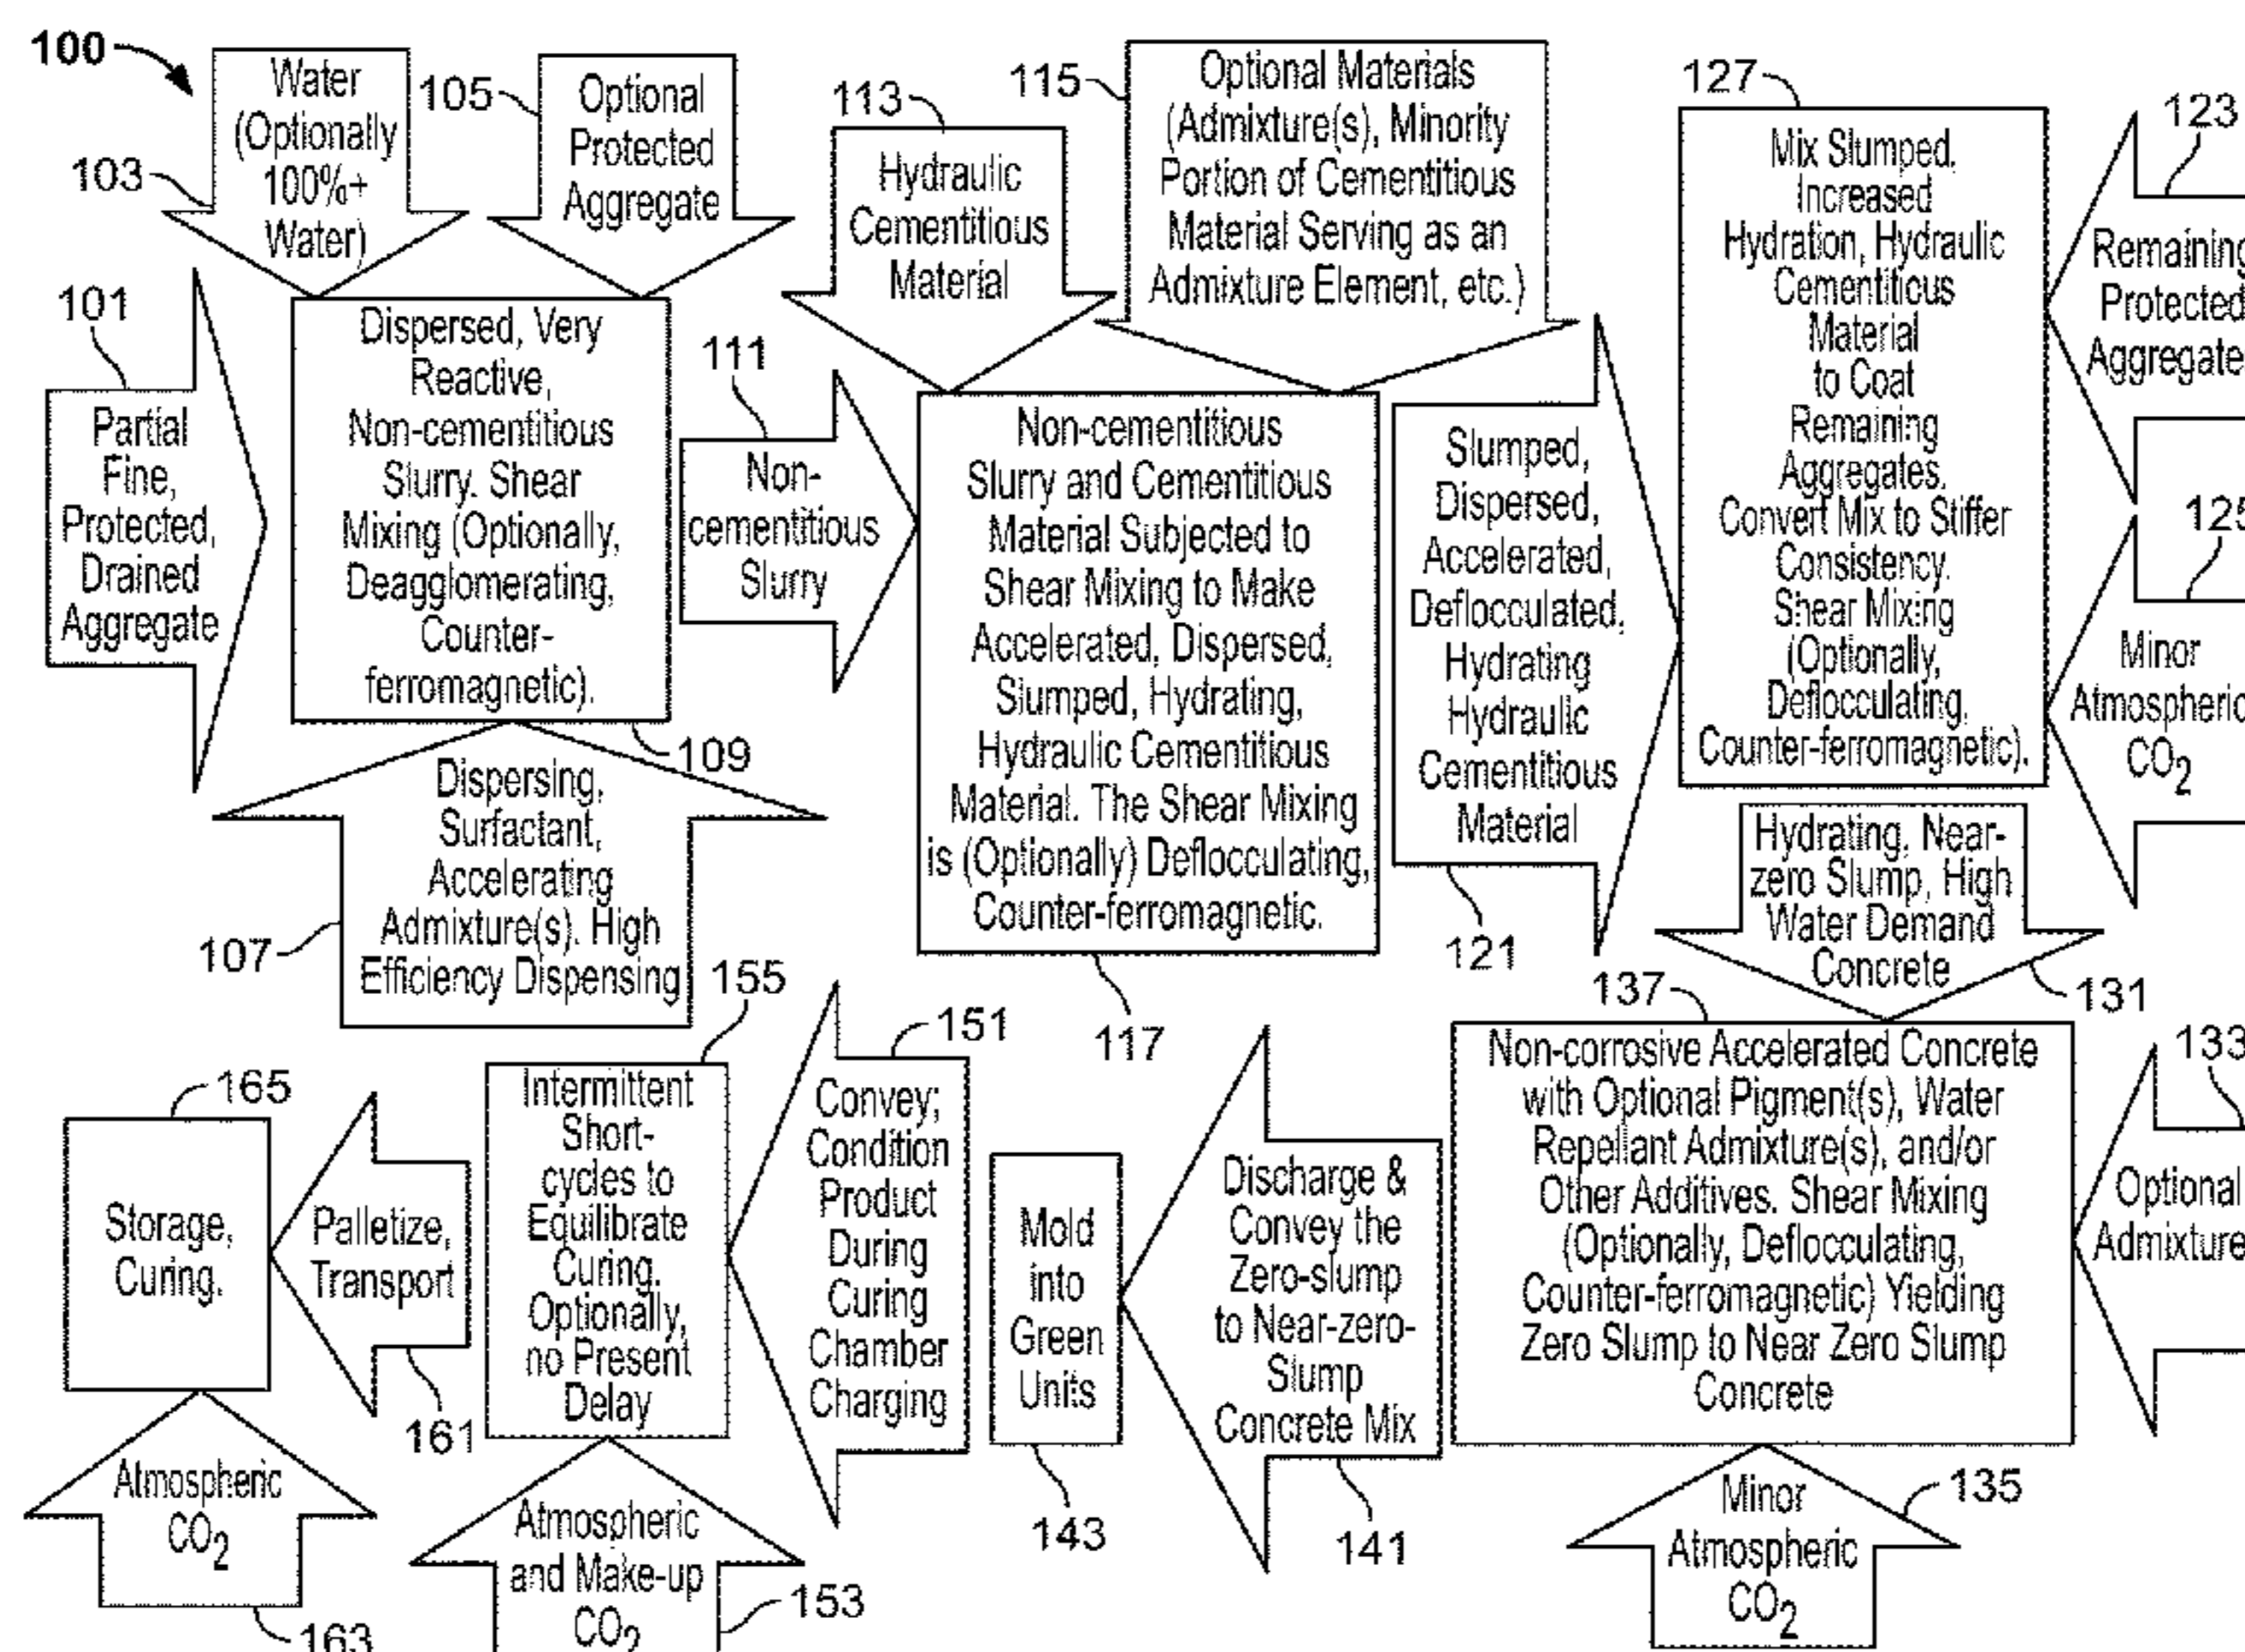 100
Water
(Optionally
100%+
Water)
103
105
Optional
Protected
Aggregate
113
Hydraulic
Cementitious
Material
115
Optional Materials
(Admixture(s), Minority
Portion of Cementitious
Material Serving as an
Admixture Element, etc.)
127
Mix Slumped,
Increased
Hydration, Hydraulic
Cementitious
Material
to Coat
Remaining
Aggregates.
Convert Mix to Stiffer
Consistency.
Shear Mixing
(Optionally,
Deflocculating,
Counter-ferromagnetic).
123
Remaining
Protected
Aggregate
125
Minor
Atmospheric
CO2
101
Partial
Fine,
Protected,
Drained
Aggregate
Dispersed, Very
Reactive,
Non-cementitious
Slurry. Shear
Mixing (Optionally,
Deagglomerating,
Counter-
ferromagnetic).
109
111
Non-
cementitious
Slurry
Non-cementitious
Slurry and Cementitious
Material Subjected to
Shear Mixing to Make
Accelerated, Dispersed,
Slumped, Hydrating,
Hydraulic Cementitious
Material. The Shear Mixing
is (Optionally) Deflocculating,
Counter-ferromagnetic.
117
Slumped,
Dispersed,
Accelerated,
Deflocculated,
Hydrating
Hydraulic
Cementitious
Material
121
Dispersing,
Surfactant,
Accelerating
Admixture(s). High
Efficiency Dispensing
107
Hydrating, Near-
zero Slump, High
Water Demand
Concrete
131
137
Non-corrosive Accelerated Concrete
with Optional Pigment(s), Water
Repellant Admixture(s), and/or
Other Additives. Shear Mixing
(Optionally, Deflocculating,
Counter-ferromagnetic) Yielding
Zero Slump to Near Zero Slump
Concrete
133
Optional
Admixture
Minor
Atmospheric
CO2
135
Discharge &
Convey the
Zero-slump
to Near-zero-
Slump
Concrete Mix
141
Mold
into
Green
Units
143
151
Convey;
Condition
Product
During
Curing
Chamber
Charging
155
Intermittent
Short-
cycles to
Equilibrate
Curing.
Optionally,
no Present
Delay
Atmospheric
and Make-up
CO2
153
Palletize,
Transport
161
165
Storage,
Curing.
Atmospheric
CO2
163